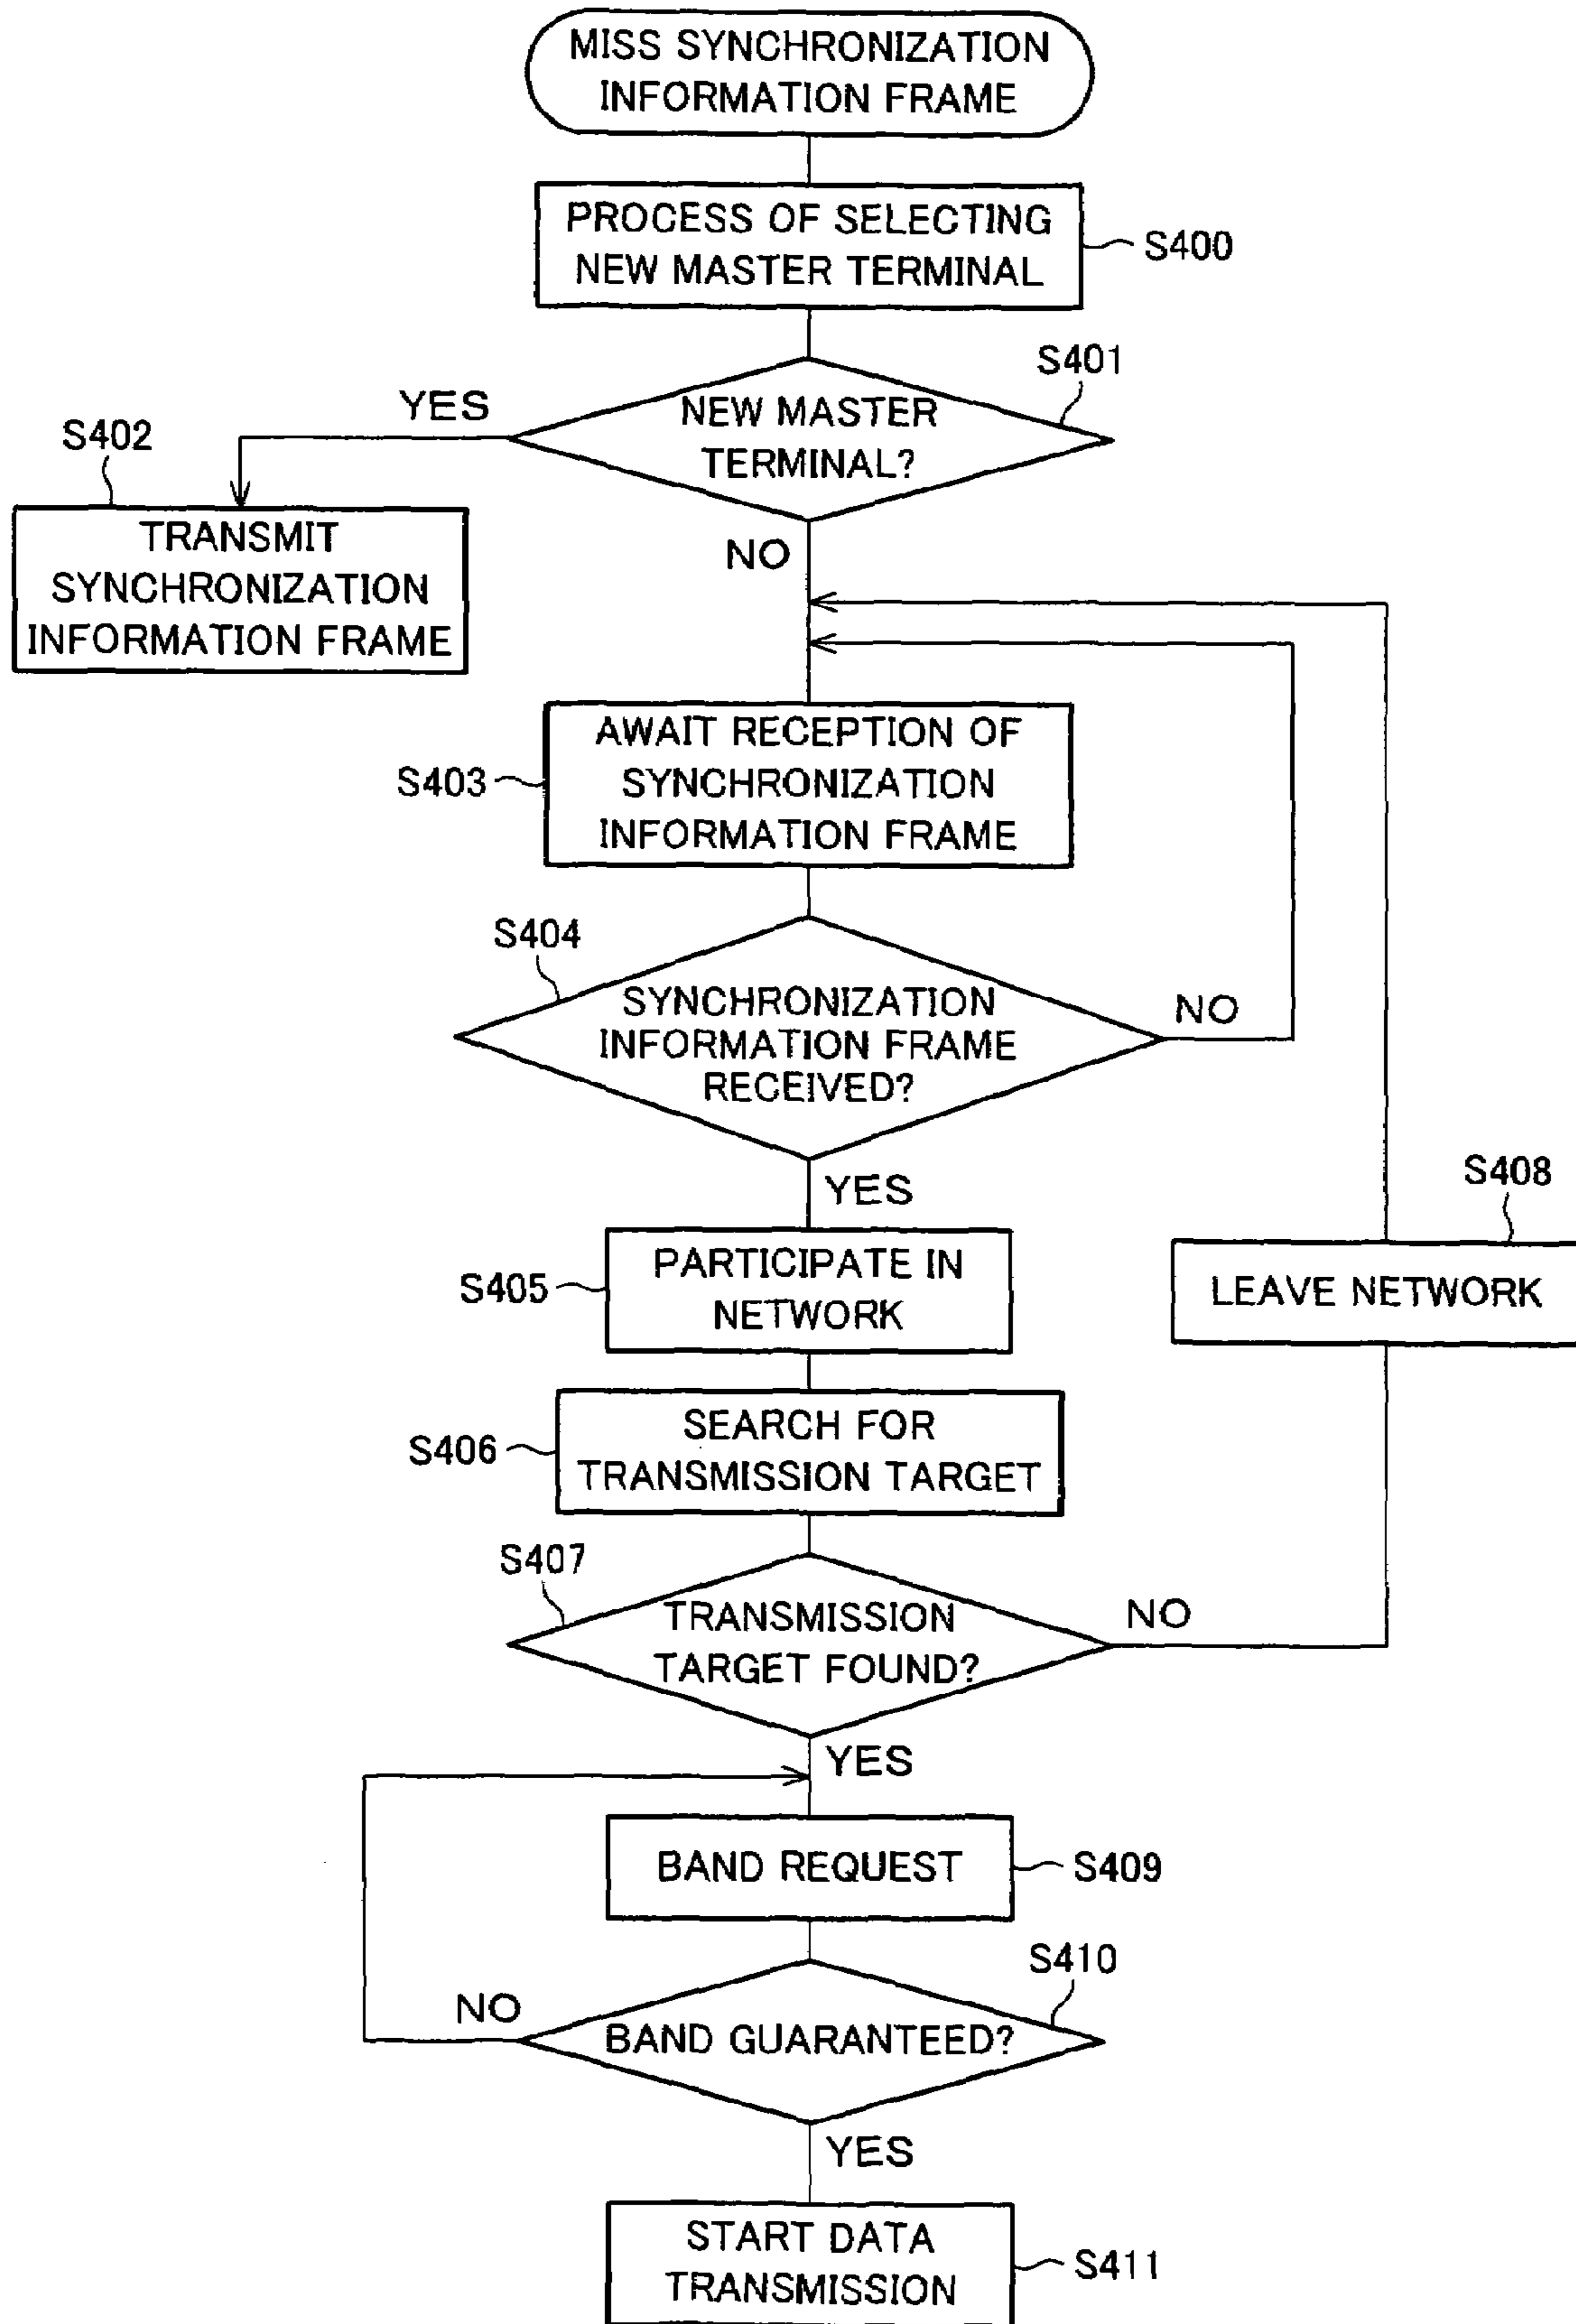 MISS SYNCHRONIZATION
INFORMATION FRAME
PROCESS OF SELECTING
NEW MASTER TERMINAL
S400
S401
NEW MASTER
TERMINAL?
YES
S402
TRANSMIT
SYNCHRONIZATION
INFORMATION FRAME
NO
AWAIT RECEPTION OF
SYNCHRONIZATION
INFORMATION FRAME
S403
S404
SYNCHRONIZATION
INFORMATION FRAME
RECEIVED?
NO
YES
S405
PARTICIPATE IN
NETWORK
S408
LEAVE NETWORK
S406
SEARCH FOR
TRANSMISSION TARGET
S407
TRANSMISSION
TARGET FOUND?
NO
YES
BAND REQUEST
S409
S410
BAND GUARANTEED?
NO
YES
START DATA
TRANSMISSION
S411